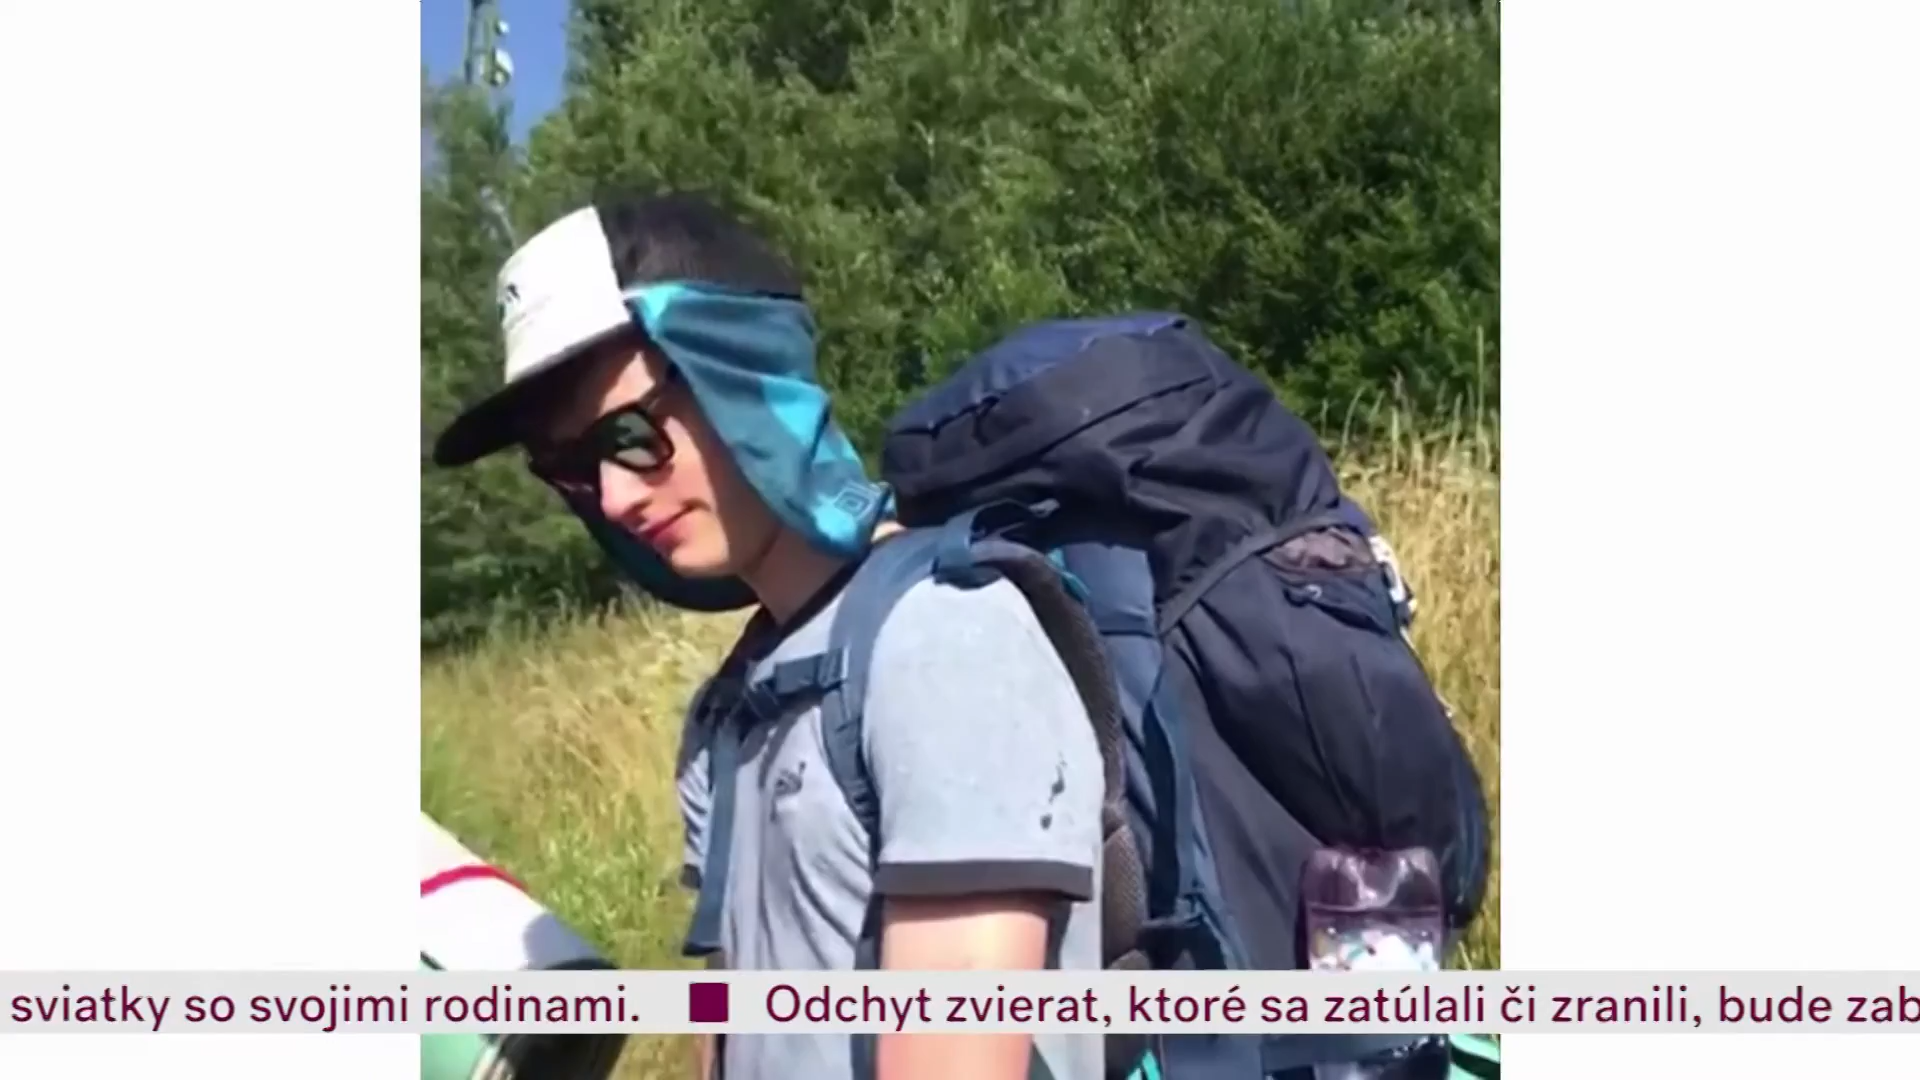 sviatky so svojimi rodinami. Odchyt zvierat, ktoré sa zatúlali či zranili, bude zab